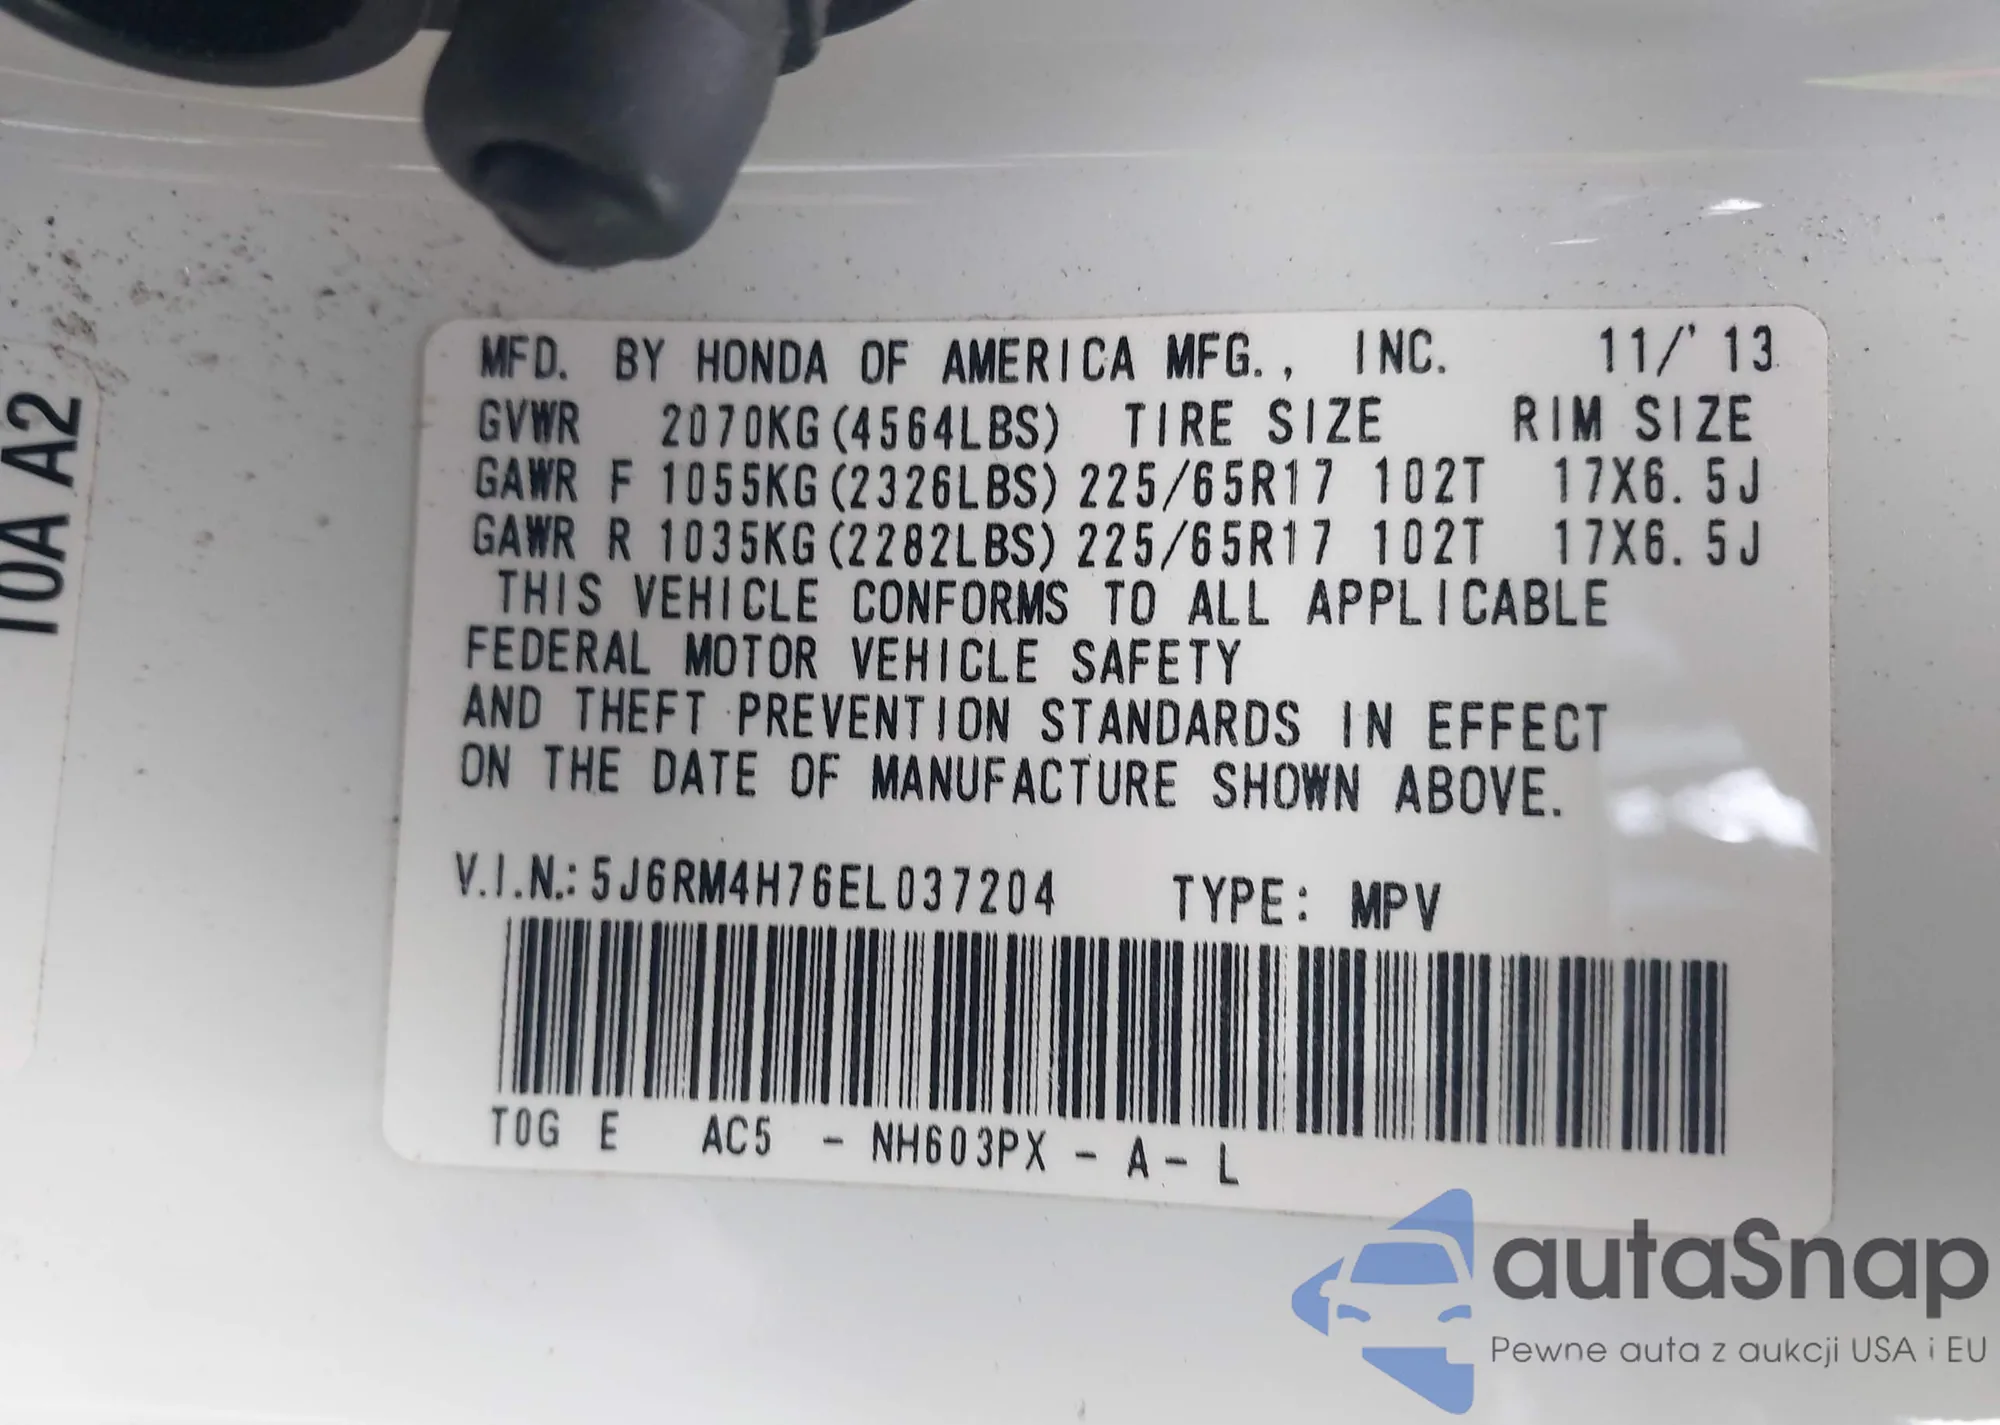 MFD. BY HONDA OF AMERICA MFG., INC. 11/'13
GVWR 2070KG(4564LBS) TIRE SIZE RIM SIZE
GAWR F 1055KG(2326LBS) 225/65R17 102T 17X6.5J
GAWR R 1035KG(2282LBS) 225/65R17 102T 17X6.5J
THIS VEHICLE CONFORMS TO ALL APPLICABLE
FEDERAL MOTOR VEHICLE SAFETY
AND THEFT PREVENTION STANDARDS IN EFFECT
ON THE DATE OF MANUFACTURE SHOWN ABOVE.
V.I.N.: 5J6RM4H76EL037204 TYPE: MPV
T0G E AC5 - NH603PX - A - L
T0A A2
autaSnap
Pewne auta z aukcji USA i EU